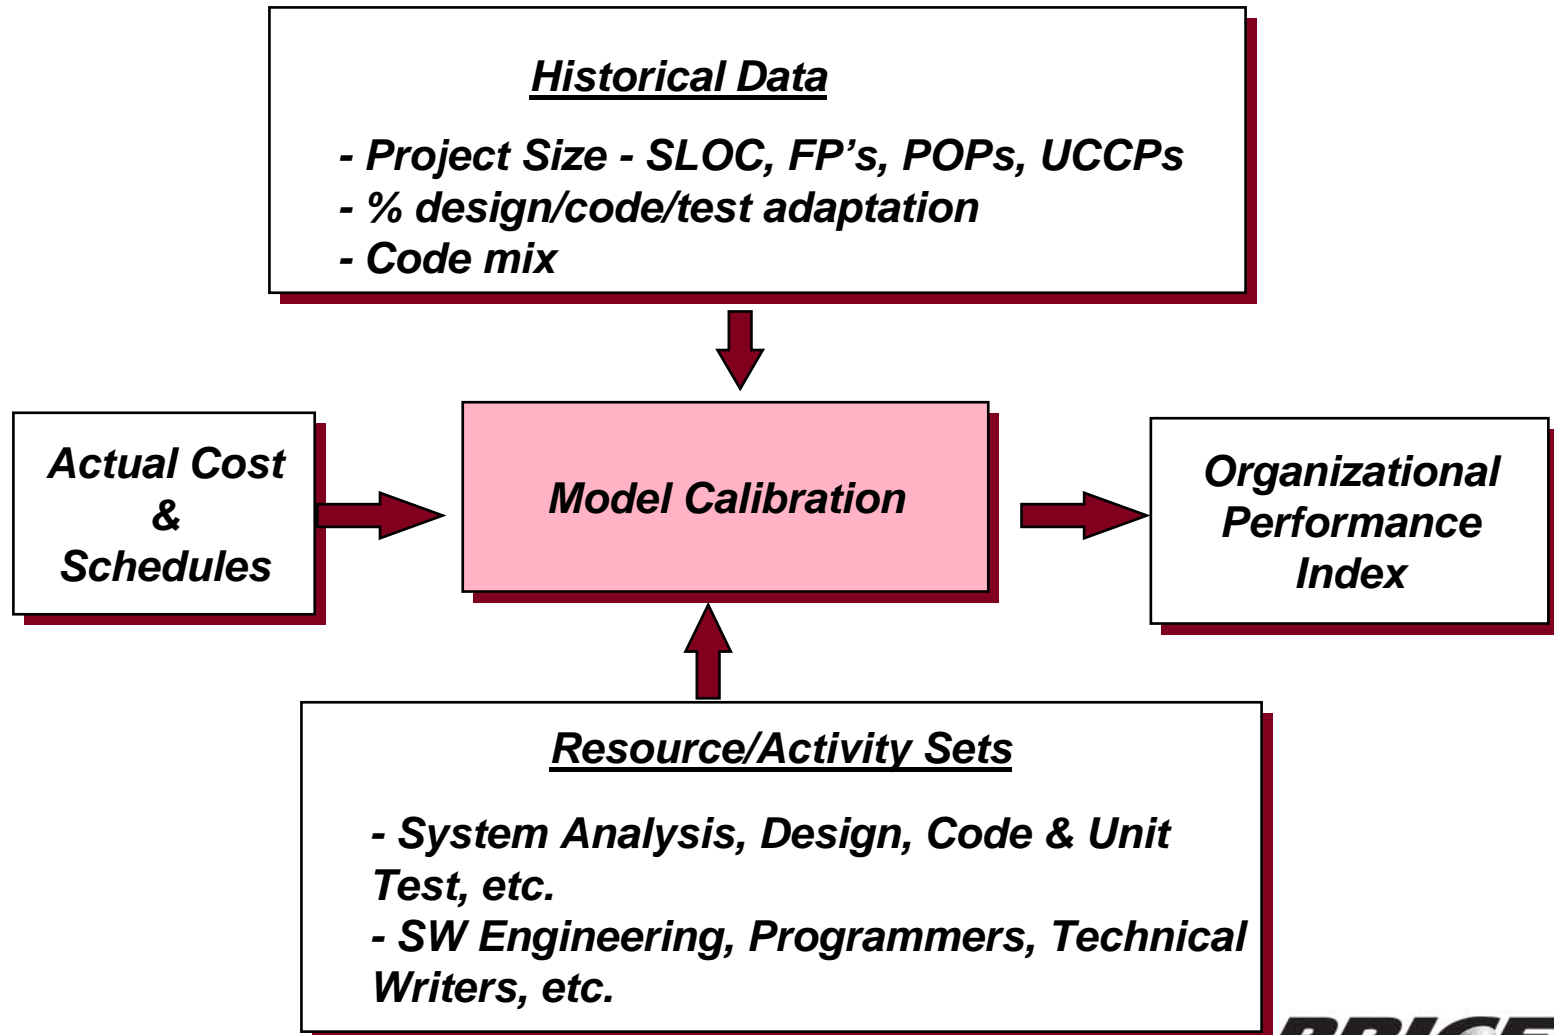 Historical Data
- Project Size - SLOC, FP’s, POPs, UCCPs
- % design/code/test adaptation
- Code mix
Actual Cost
&
Schedules
Model Calibration
Organizational
Performance
Index
Resource/Activity Sets
- System Analysis, Design, Code & Unit
Test, etc.
- SW Engineering, Programmers, Technical
Writers, etc.
PRICE